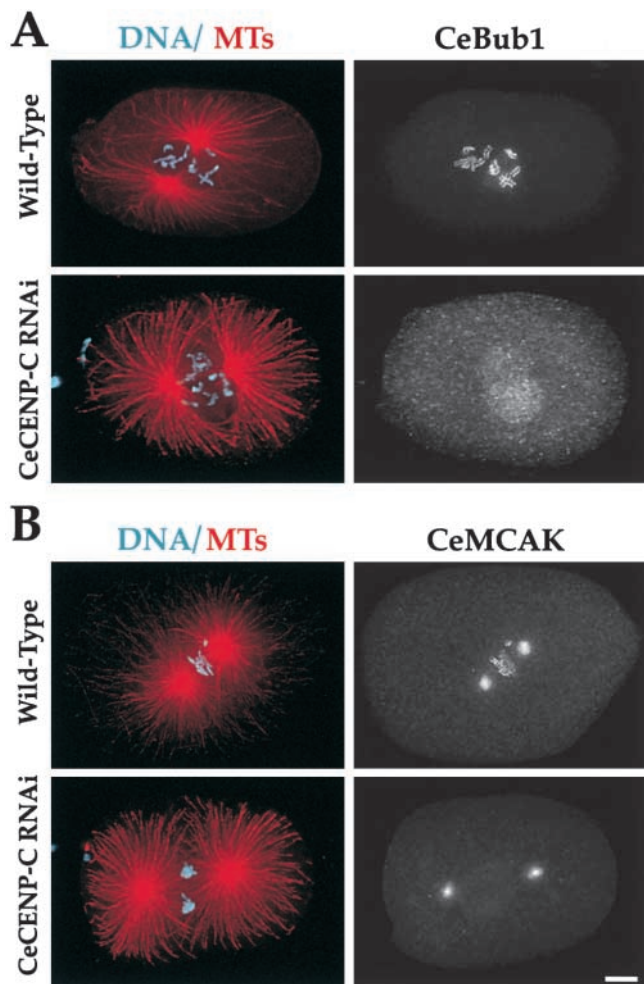 A
DNA/ MTs
CeBub1
Wild-Type
CeCENP-C RNAi
B
DNA/MTs
CeMCAK
Wild-Type
CeCENP-C RNAi